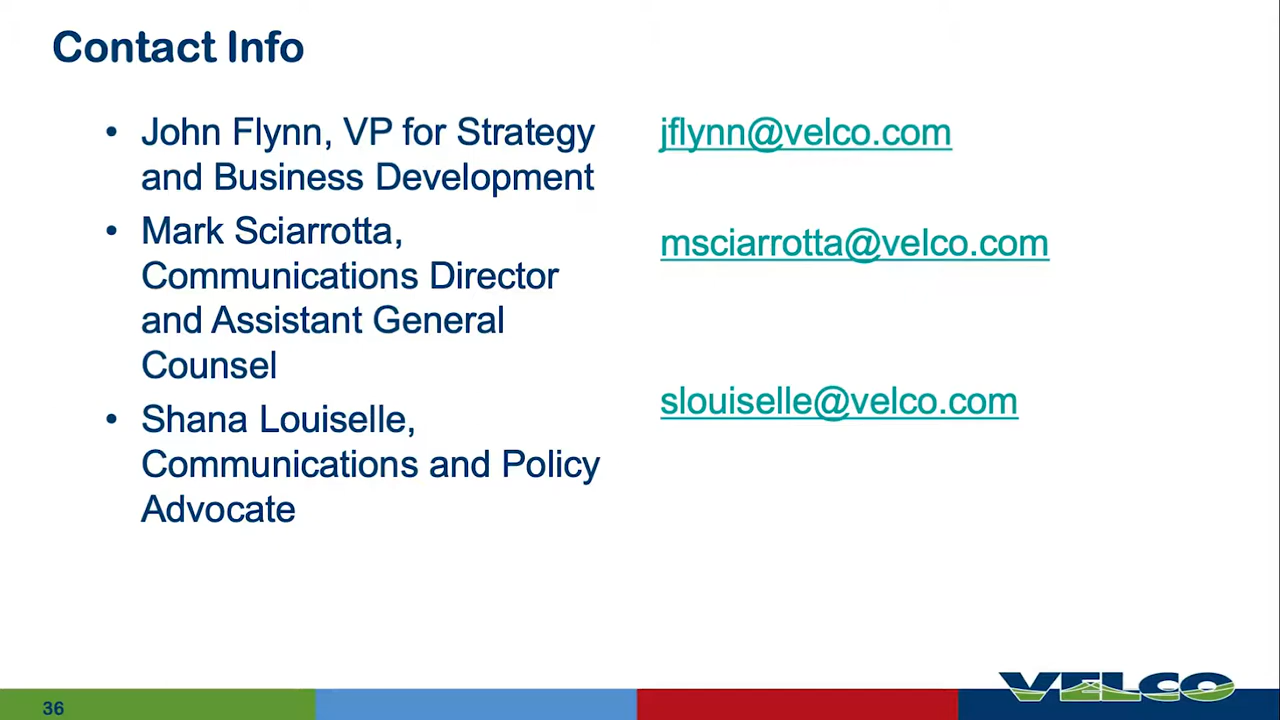 Contact Info
• John Flynn, VP for Strategy
and Business Development
jflynn@velco.com
• Mark Sciarrotta,
Communications Director
and Assistant General
Counsel
msciarrotta@velco.com
• Shana Louiselle,
Communications and Policy
Advocate
slouiselle@velco.com
36
VELCO